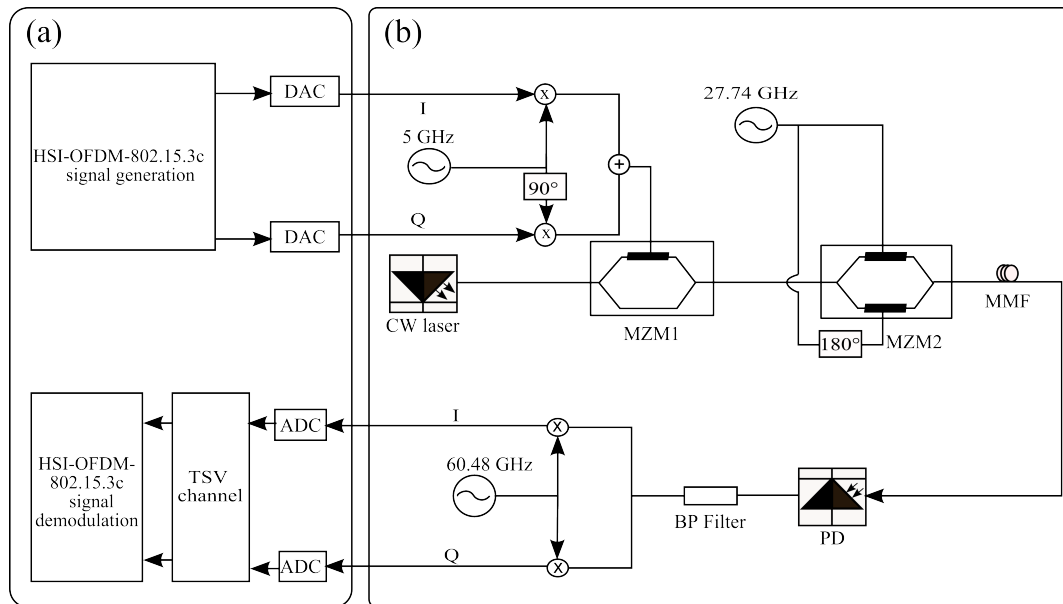 (a)
HSI-OFDM-802.15.3c
signal generation
DAC
DAC
HSI-OFDM-
802.15.3c
signal
demodulation
TSV
channel
ADC
ADC
(b)
I
5 GHz
x
90°
+
Q
x
CW laser
MZM1
27.74 GHz
180°
MZM2
MMF
I
X
60.48 GHz
Q
X
BP Filter
PD